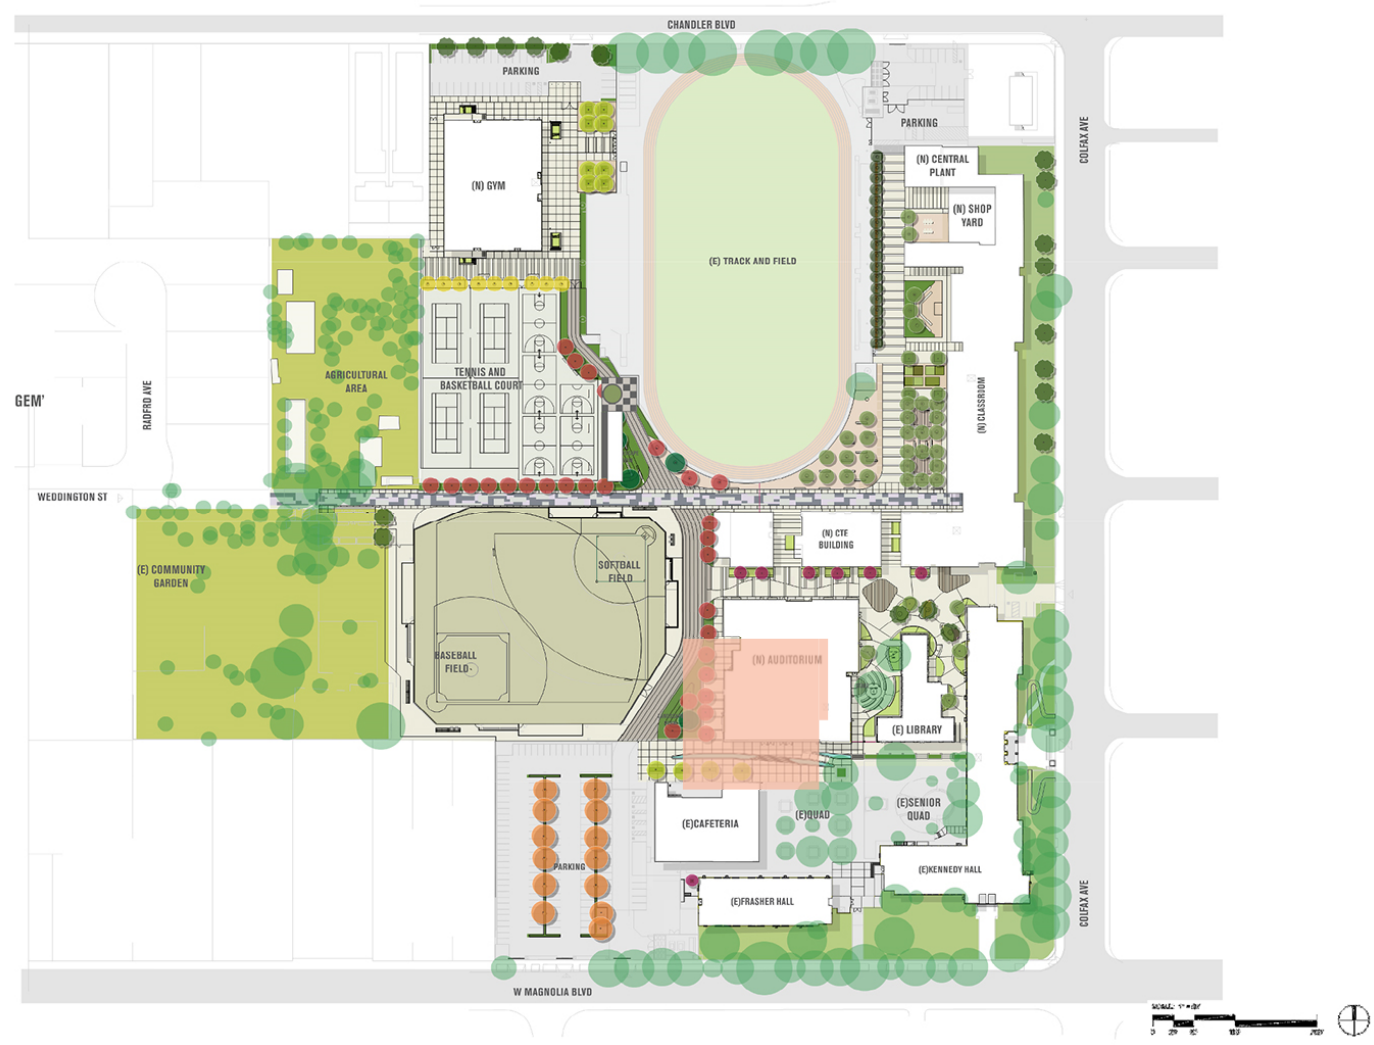 CHANDLER BLVD
PARKING
PARKING
COLFAX AVE
(N) CENTRAL
PLANT
(N) GYM
(N) SHOP
YARD
(E) TRACK AND FIELD
AGRICULTURAL
AREA
TENNIS AND
BASKETBALL COURT
GEM'
RADFRD AVE
(N) CLASSROOM
WEDDINGTON ST
(N) CTE
BUILDING
(E) COMMUNITY
GARDEN
SOFTBALL
FIELD
BASEBALL
FIELD
(N) AUDITORIUM
(E) LIBRARY
(E)SENIOR
QUAD
(E)QUAD
(E)CAFETERIA
PARKING
(E)KENNEDY HALL
(E)FRASHER HALL
COLFAX AVE
W MAGNOLIA BLVD